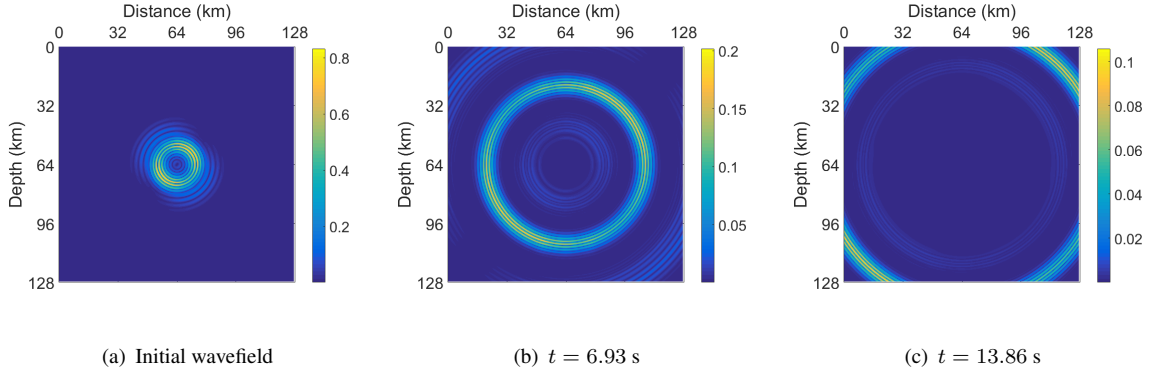 Distance (km)
0 32 64 96 128
0
32
64
96
128
Depth (km)
0.8
0.6
0.4
0.2
(a) Initial wavefield
Distance (km)
0 32 64 96 128
0
32
64
96
128
Depth (km)
0.2
0.15
0.1
0.05
(b) t = 6.93 s
Distance (km)
0 32 64 96 128
0
32
64
96
128
Depth (km)
0.1
0.08
0.06
0.04
0.02
(c) t = 13.86 s